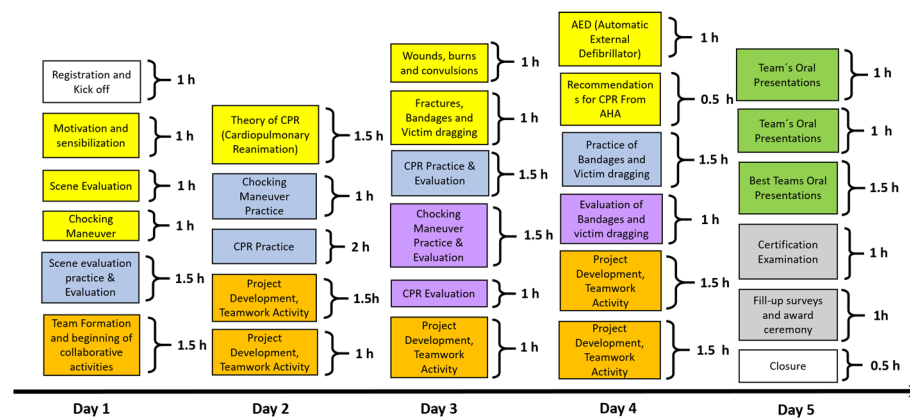 Registration and
Kick off
1 h
Motivation and
sensibilization
1 h
Scene Evaluation
1 h
Chocking
Maneuver
1 h
Scene evaluation
practice &
Evaluation
1.5 h
Team Formation
and beginning of
collaborative
activities
1.5 h
Day 1
Theory of CPR
(Cardiopulmonary
Reanimation)
1.5 h
Chocking
Maneuver
Practice
1 h
CPR Practice
2 h
Project
Development,
Teamwork Activity
1.5h
Project
Development,
Teamwork Activity
1 h
Day 2
Wounds, burns
and convulsions
1 h
Fractures,
Bandages and
Victim dragging
1 h
CPR Practice &
Evaluation
1.5 h
Chocking
Maneuver
Practice &
Evaluation
1.5 h
CPR Evaluation
1 h
Project
Development,
Teamwork
Activity
1 h
Day 3
AED (Automatic
External
Defibrillator)
1 h
Recommendation
s for CPR From
AHA
0.5 h
Practice of
Bandages and
Victim dragging
1.5 h
Evaluation of
Bandages and
victim dragging
1 h
Project
Development,
Teamwork
Activity
1.5 h
Project
Development,
Teamwork
Activity
1.5 h
Day 4
Team´s Oral
Presentations
1 h
Team´s Oral
Presentations
1 h
Best Teams Oral
Presentations
1.5 h
Certification
Examination
1 h
Fill-up surveys
and award
ceremony
1h
Closure
0.5 h
Day 5